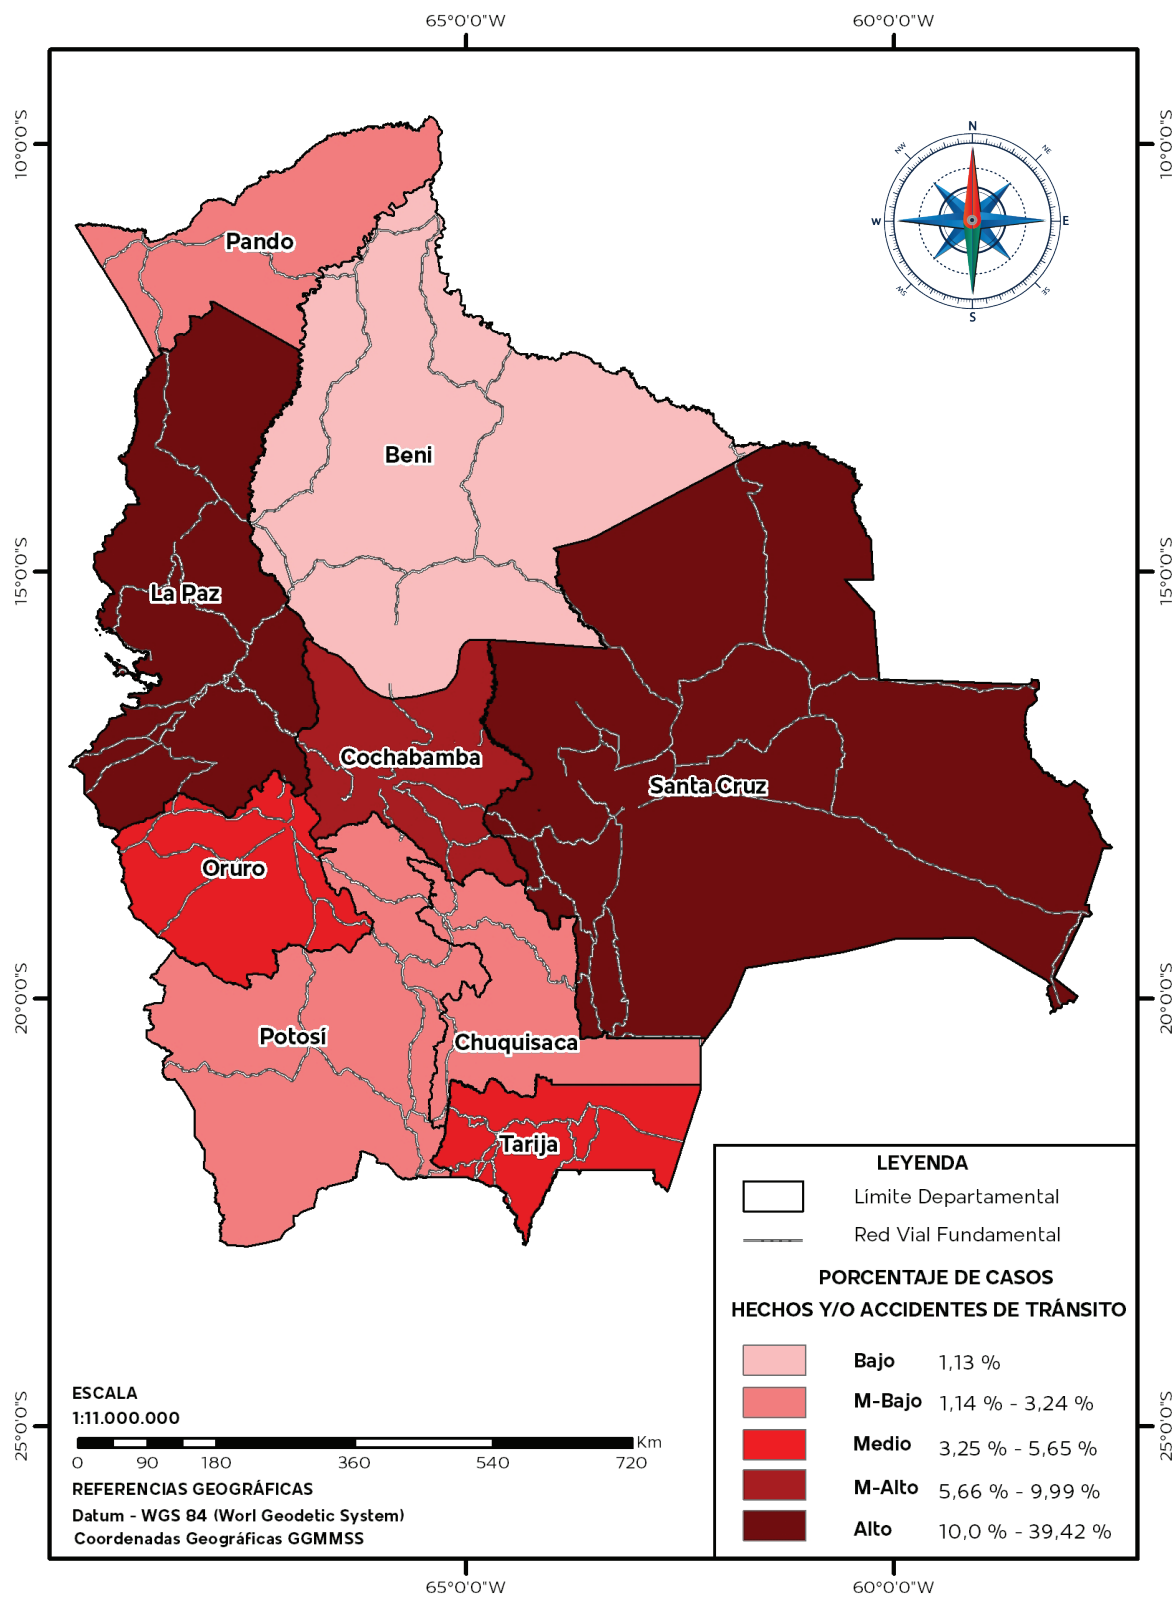 65°0'0"W 60°0'0"W
10°0'0"S 10°0'0"S
N
NW NE
W E
SW SE
S
Pando
Beni
15°0'0"S 15°0'0"S
La Paz
Cochabamba
Santa Cruz
Oruro
20°0'0"S 20°0'0"S
Potosí
Chuquisaca
Tarija
LEYENDA
Límite Departamental
Red Vial Fundamental
PORCENTAJE DE CASOS
HECHOS Y/O ACCIDENTES DE TRÁNSITO
Bajo 1,13 %
M-Bajo 1,14 % - 3,24 %
Medio 3,25 % - 5,65 %
M-Alto 5,66 % - 9,99 %
Alto 10,0 % - 39,42 %
ESCALA
1:11.000.000
Km
0 90 180 360 540 720
REFERENCIAS GEOGRÁFICAS
Datum - WGS 84 (Worl Geodetic System)
Coordenadas Geográficas GGMMSS
25°0'0"S 25°0'0"S
65°0'0"W 60°0'0"W